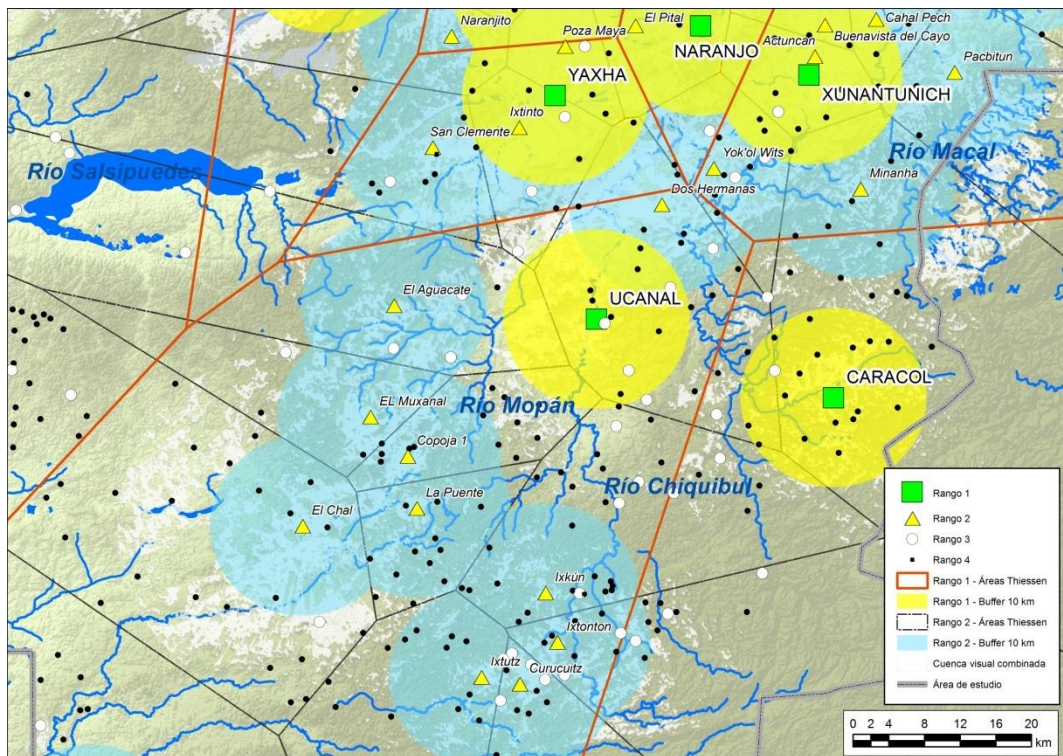 Naranjito
Poza Maya
El Pital
Cahal Pech
Buenavista del Cayo
NARANJO
Actuncan
Pacbitun
YAXHA
XUNANTUNICH
Ixtinto
San Clemente
Río Salsipuedes
Yok'ol Wits
Río Macal
Dos Hermanas
Minanha
El Aguacate
UCANAL
CARACOL
Río Mopán
EL Muxanal
Copoja 1
Río Chiquibul
La Puente
El Chal
Ixkún
Ixtonton
Ixtutz
Curucuitz
Rango 1
Rango 2
Rango 3
Rango 4
Rango 1 - Áreas Thiessen
Rango 1 - Buffer 10 km
Rango 2 - Áreas Thiessen
Rango 2 - Buffer 10 km
Cuenca visual combinada
Área de estudio
0 2 4 8 12 16 20
km